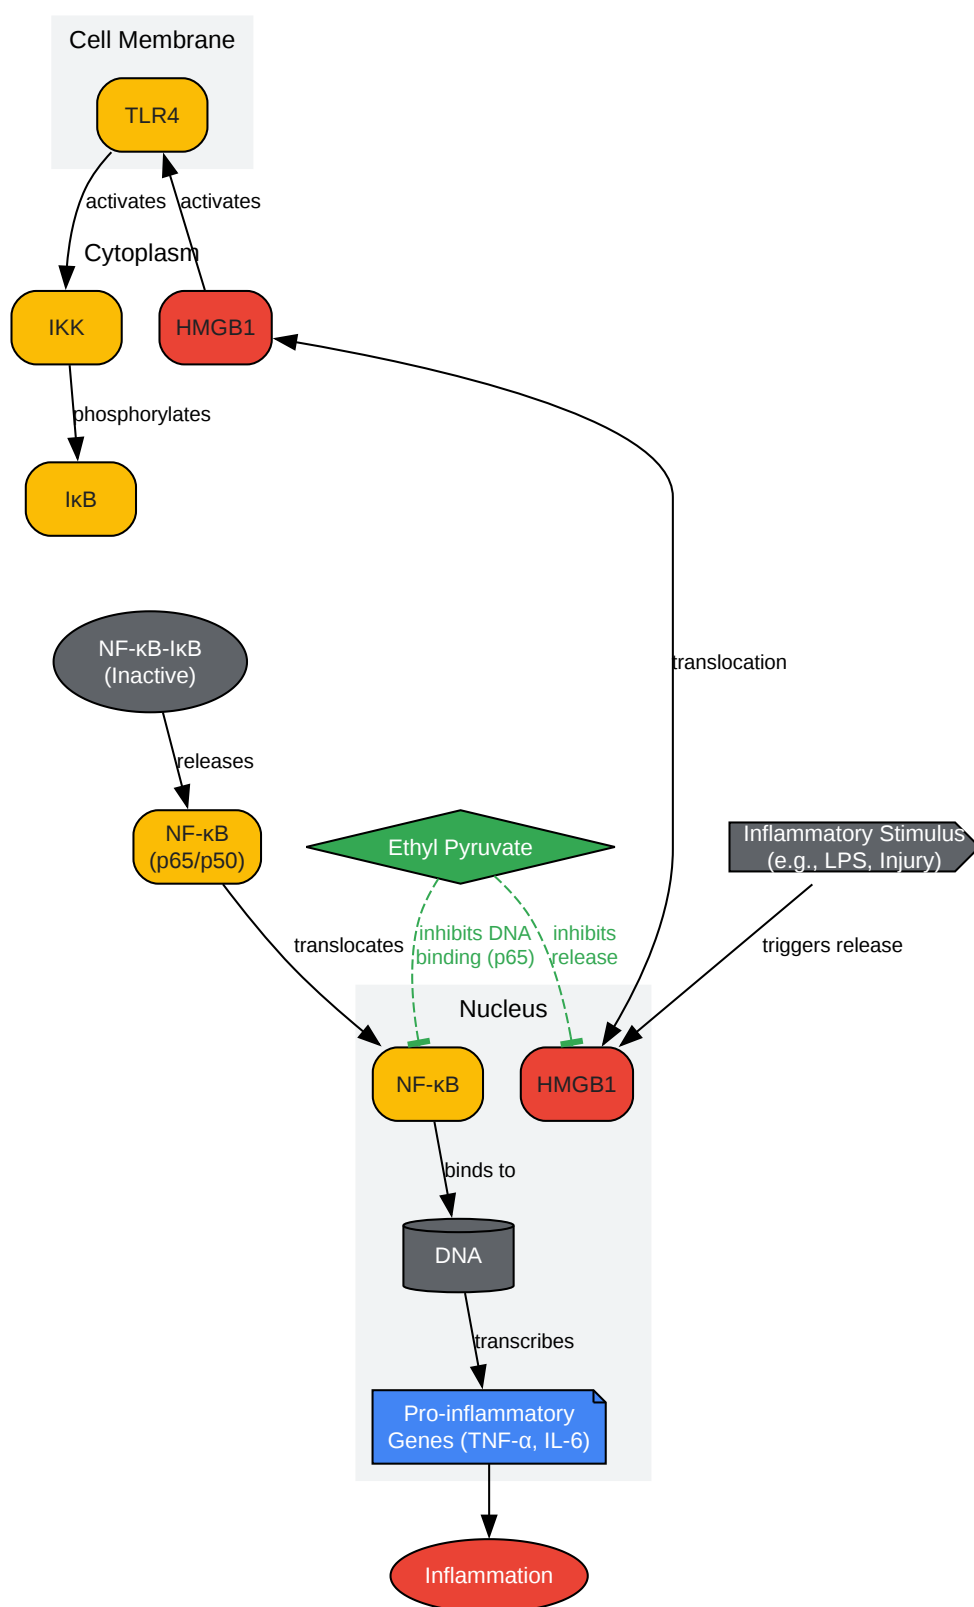 Cell Membrane
TLR4
activates
activates
Cytoplasm
IKK
HMGB1
phosphorylates
IκB
NF-κB-IκB
(Inactive)
translocation
releases
NF-κB
(p65/p50)
Ethyl Pyruvate
Inflammatory Stimulus
(e.g., LPS, Injury)
translocates
inhibits DNA
binding (p65)
inhibits
release
triggers release
Nucleus
NF-κB
HMGB1
binds to
DNA
transcribes
Pro-inflammatory
Genes (TNF-α, IL-6)
Inflammation